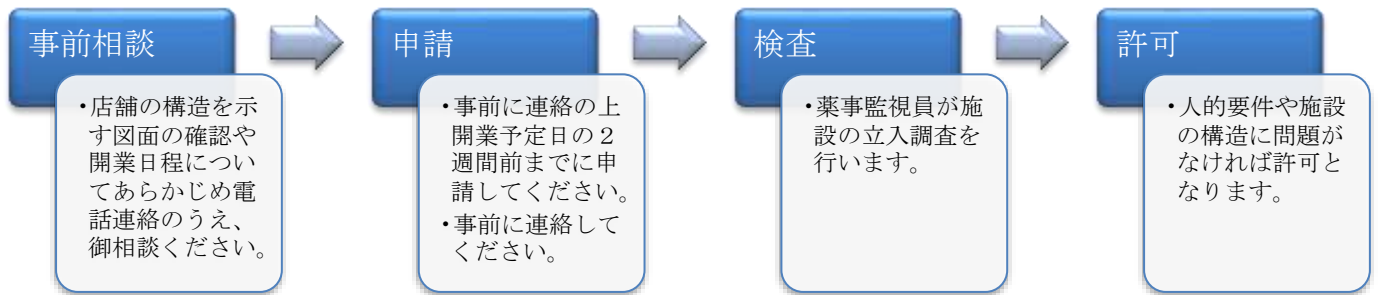 事前相談
・店舗の構造を示
す図面の確認や
開業日程につい
てあらかじめ電
話連絡のうえ、
御相談ください。
申請
・事前に連絡の上
開業予定日の２
週間前までに申
請してください。
・事前に連絡して
ください。
検査
・薬事監視員が施
設の立入調査を
行います。
許可
・人的要件や施設
の構造に問題が
なければ許可と
なります。